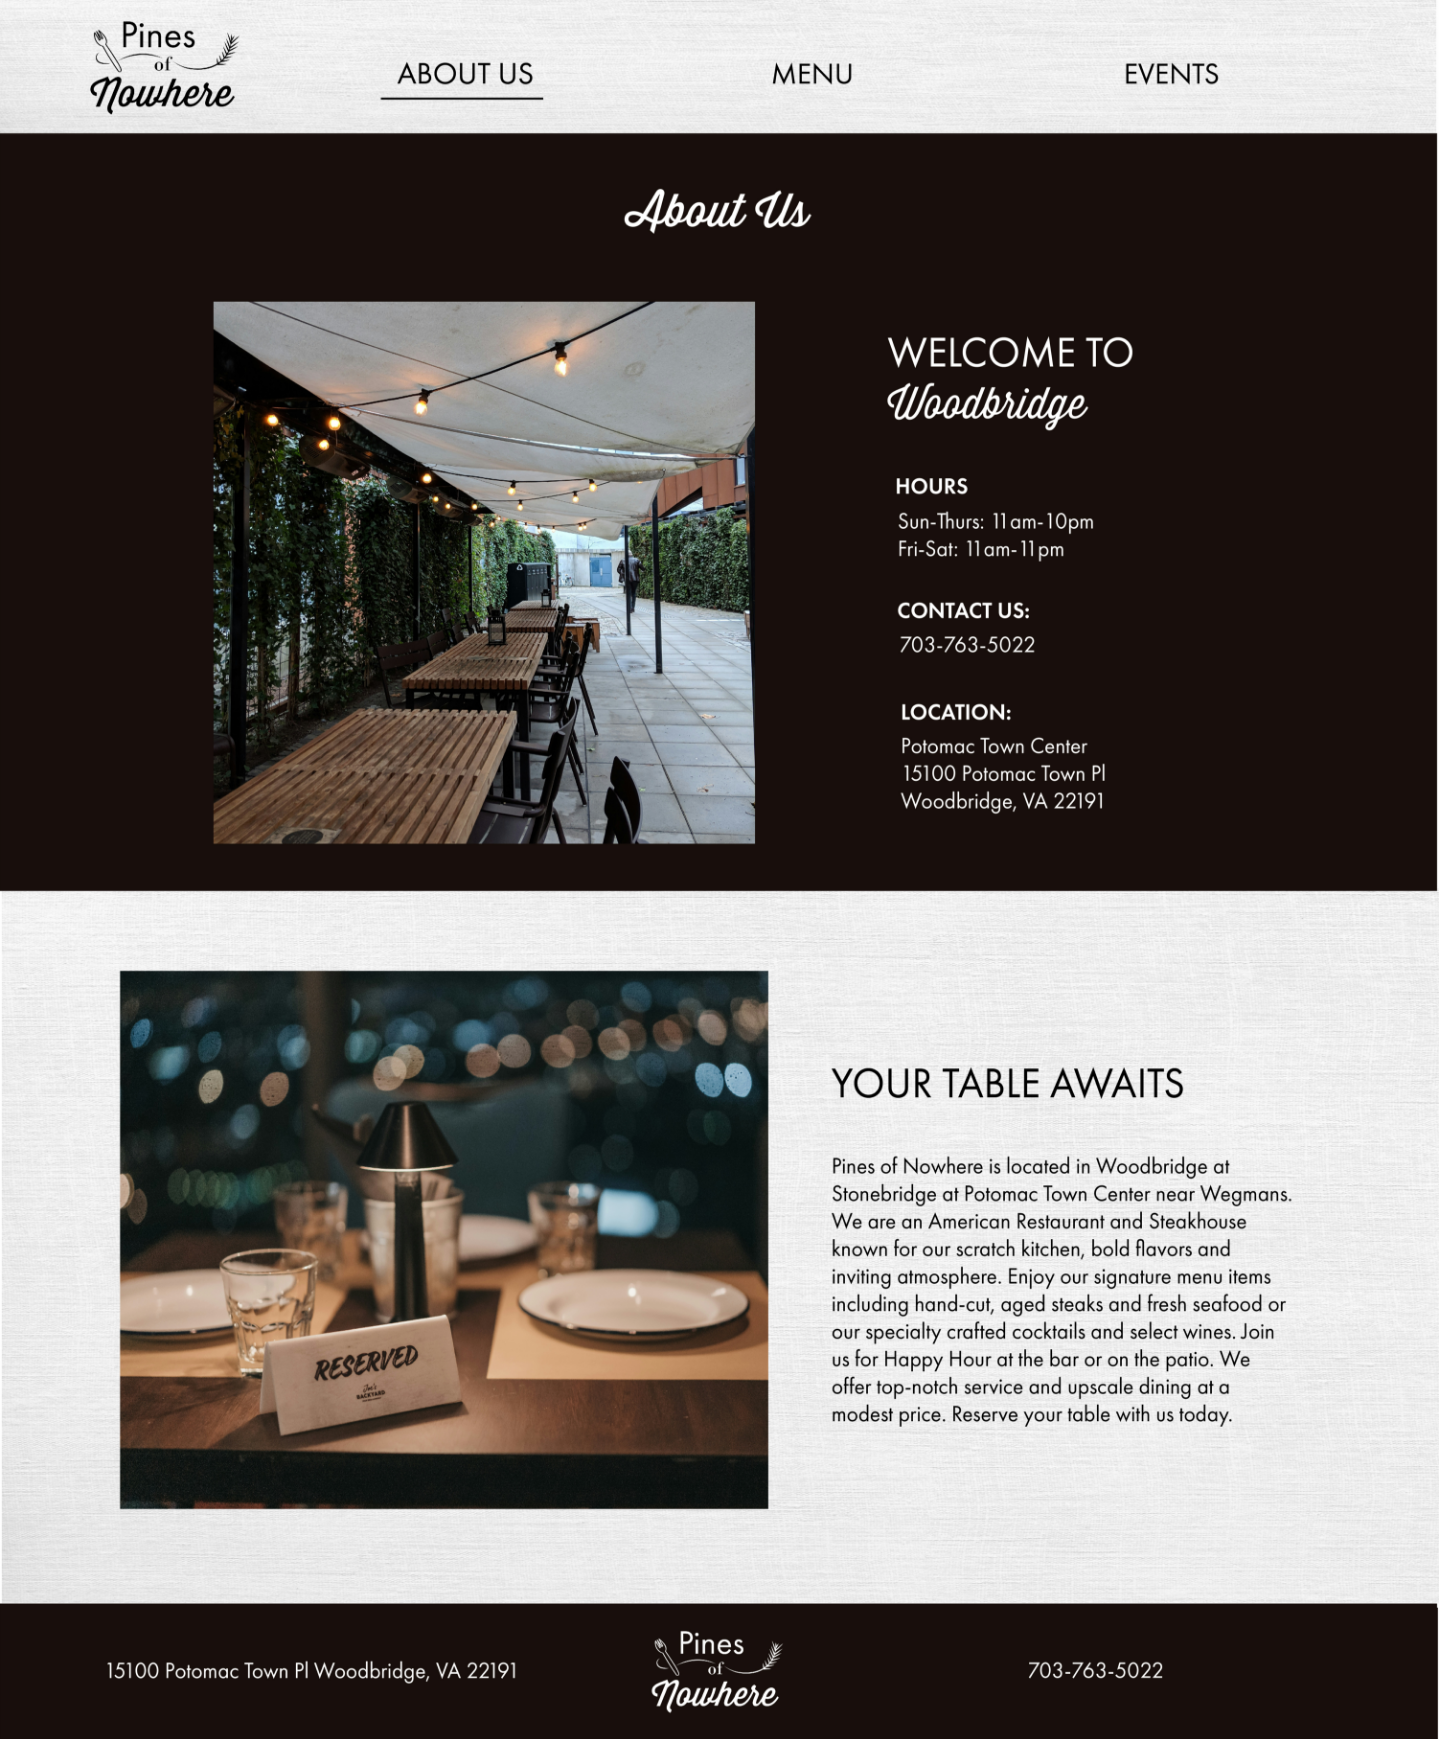 Pines
of
Nowhere
ABOUT US
MENU
EVENTS
About Us
WELCOME TO
Woodbridge
HOURS
Sun-Thurs: 11am-10pm
Fri-Sat: 11am-11pm
CONTACT US:
703-763-5022
LOCATION:
Potomac Town Center
15100 Potomac Town Pl
Woodbridge, VA 22191
RESERVED
Joe's
BACKYARD
YOUR TABLE AWAITS
Pines of Nowhere is located in Woodbridge at
Stonebridge at Potomac Town Center near Wegmans.
We are an American Restaurant and Steakhouse
known for our scratch kitchen, bold flavors and
inviting atmosphere. Enjoy our signature menu items
including hand-cut, aged steaks and fresh seafood or
our specialty crafted cocktails and select wines. Join
us for Happy Hour at the bar or on the patio. We
offer top-notch service and upscale dining at a
modest price. Reserve your table with us today.
15100 Potomac Town Pl Woodbridge, VA 22191
Pines
of
Nowhere
703-763-5022